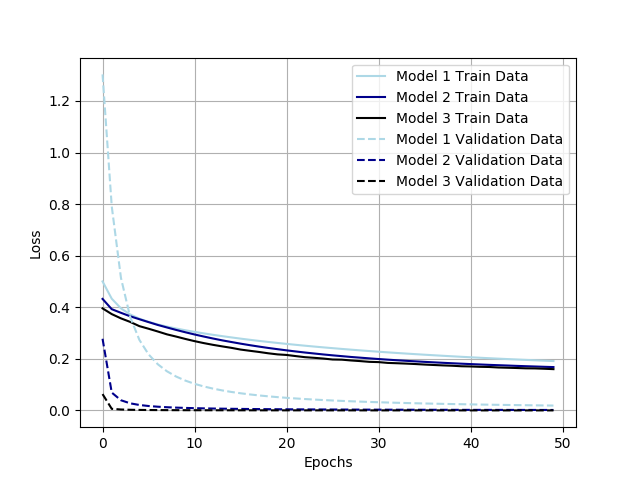 Model 1 Train Data
Model 2 Train Data
Model 3 Train Data
Model 1 Validation Data
Model 2 Validation Data
Model 3 Validation Data
1.2
1.0
0.8
0.6
0.4
0.2
0.0
Loss
0 10 20 30 40 50
Epochs